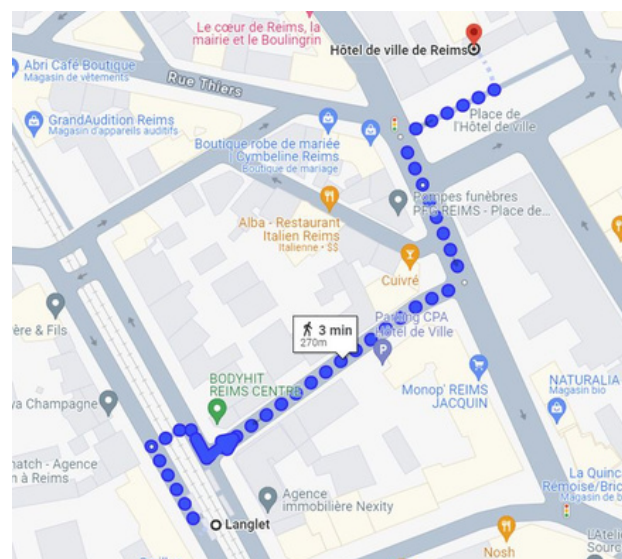 Le cœur de Reims, la
mairie et le Boulingrin
Hôtel de ville de Reims
Abri Café Boutique
Magasin de vêtements
Rue Thiers
GrandAudition Reims
Magasin d'appareils auditifs
Place de
l'Hôtel de ville
Boutique robe de mariée
| Cymbeline Reims
Boutique de mariage
Pompes funèbres
PFG REIMS - Place de...
Alba - Restaurant
Italien Reims
Italienne • $$
Cuivré
ère & Fils
3 min
270m
Parking CPA
Hôtel de Ville
P
BODYHIT
REIMS CENTRE
Monop' REIMS
JACQUIN
NATURALIA
Magasin bio
ya Champagne
match - Agence
n à Reims
Agence
immobilière Nexity
La Quinc
Remoise/Bric
Magasin de b
Langlet
Nosh
L'Atel
Sourc